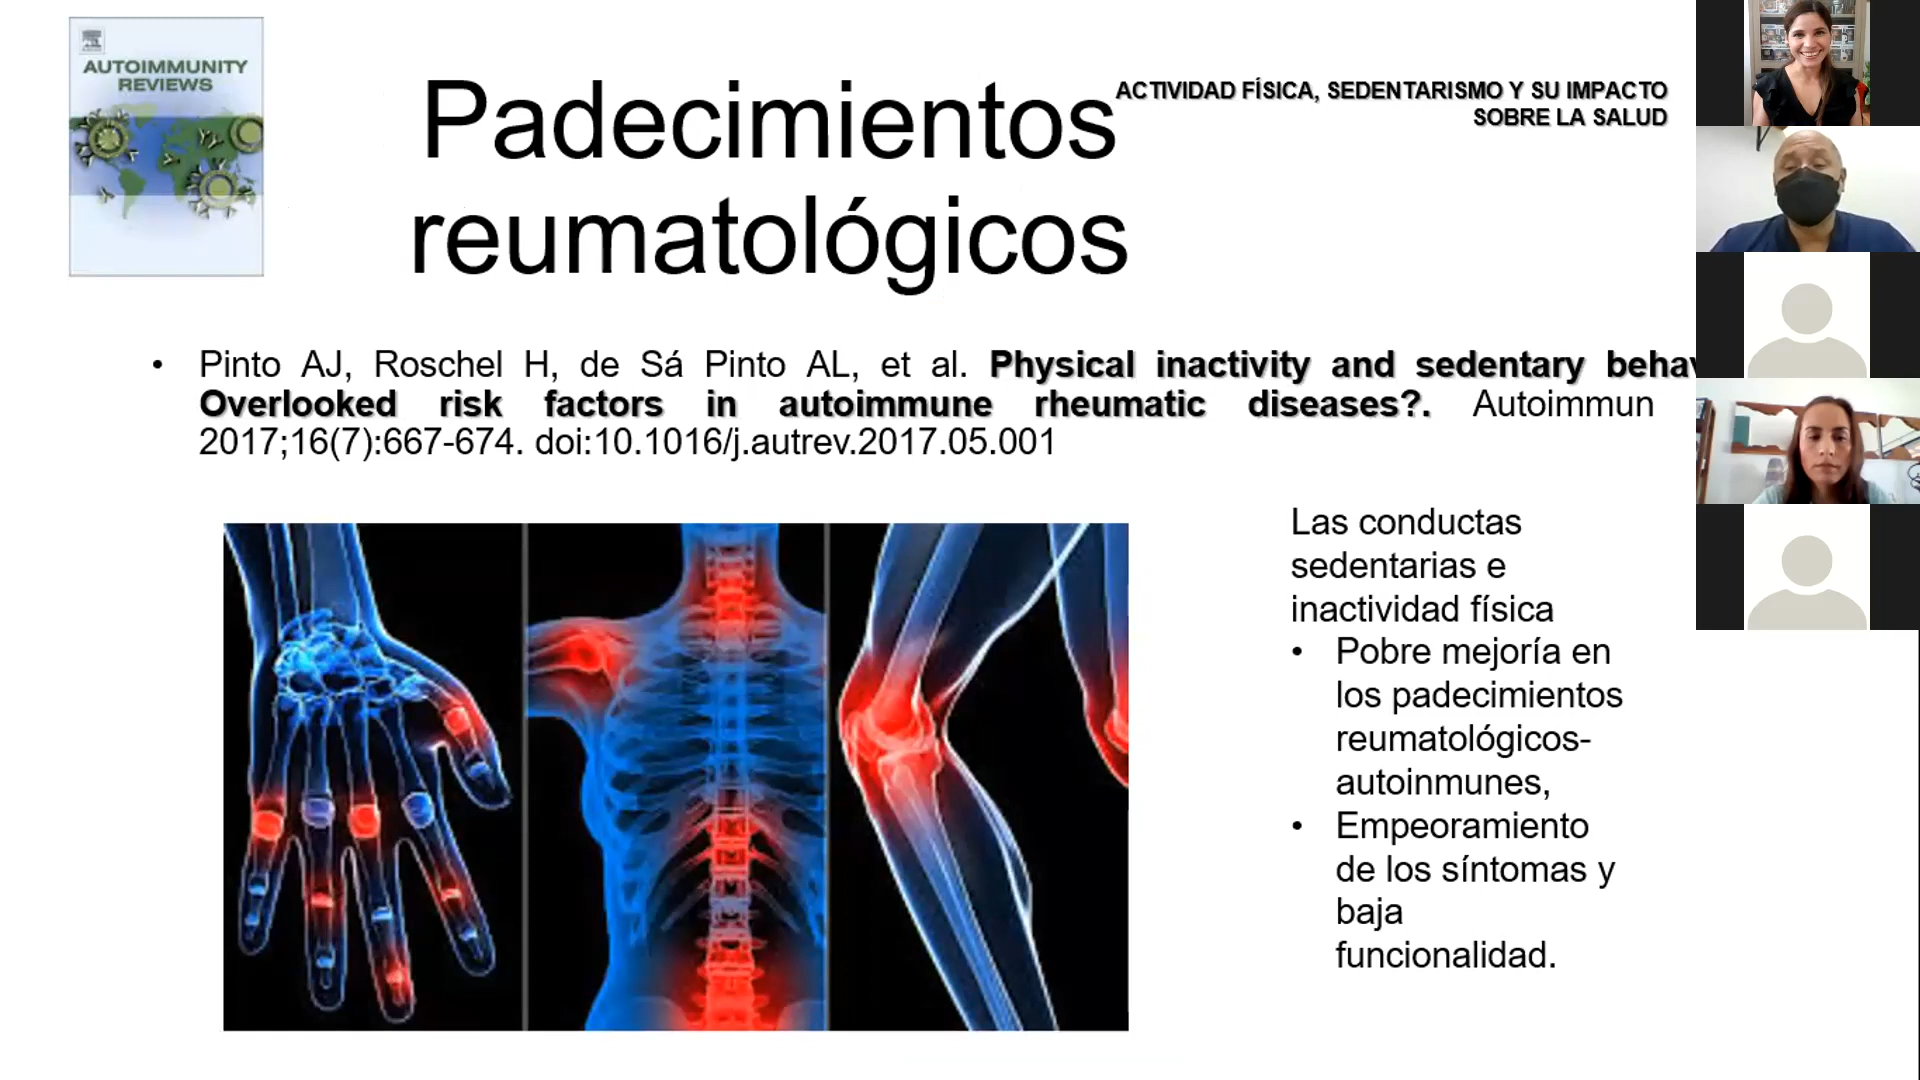 AUTOIMMUNITY
REVIEWS
Padecimientos
reumatológicos
ACTIVIDAD FÍSICA, SEDENTARISMO Y SU IMPACTO
SOBRE LA SALUD
• Pinto AJ, Roschel H, de Sá Pinto AL, et al. Physical inactivity and sedentary behav
Overlooked risk factors in autoimmune rheumatic diseases?. Autoimmun
2017;16(7):667-674. doi:10.1016/j.autrev.2017.05.001
Las conductas
sedentarias e
inactividad física
• Pobre mejoría en
los padecimientos
reumatológicos-
autoinmunes,
• Empeoramiento
de los síntomas y
baja
funcionalidad.